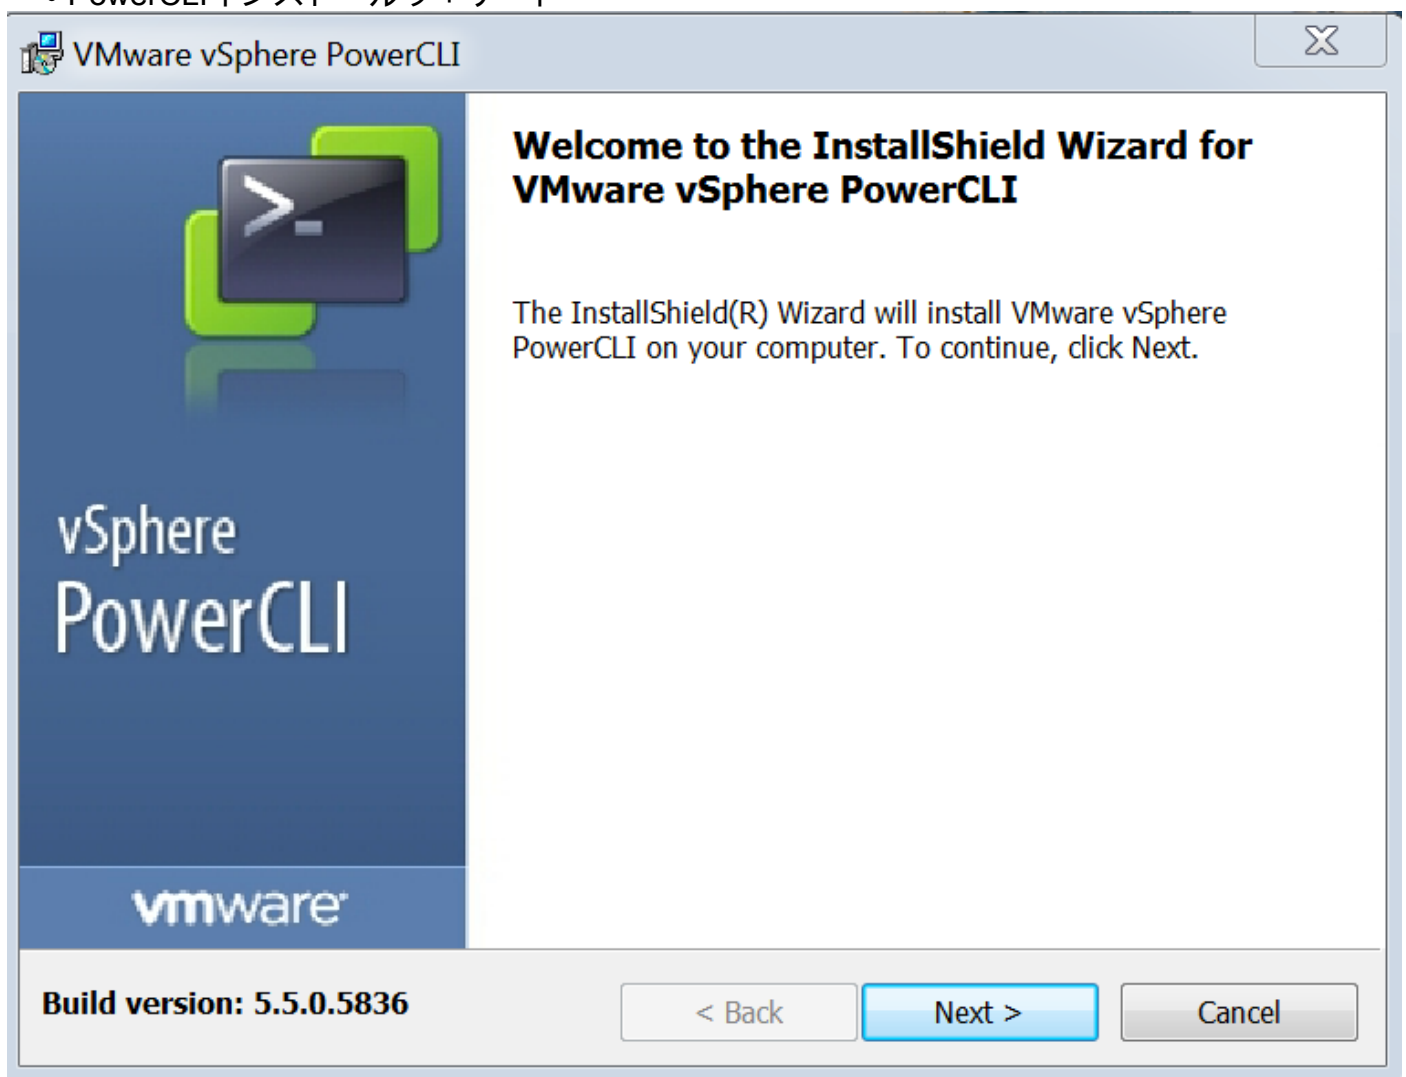 VMware vSphere PowerCLI
Welcome to the InstallShield Wizard for
VMware vSphere PowerCLI
The InstallShield(R) Wizard will install VMware vSphere
PowerCLI on your computer. To continue, click Next.
>_
vSphere
PowerCLI
vmware
Build version: 5.5.0.5836
< Back
Next >
Cancel